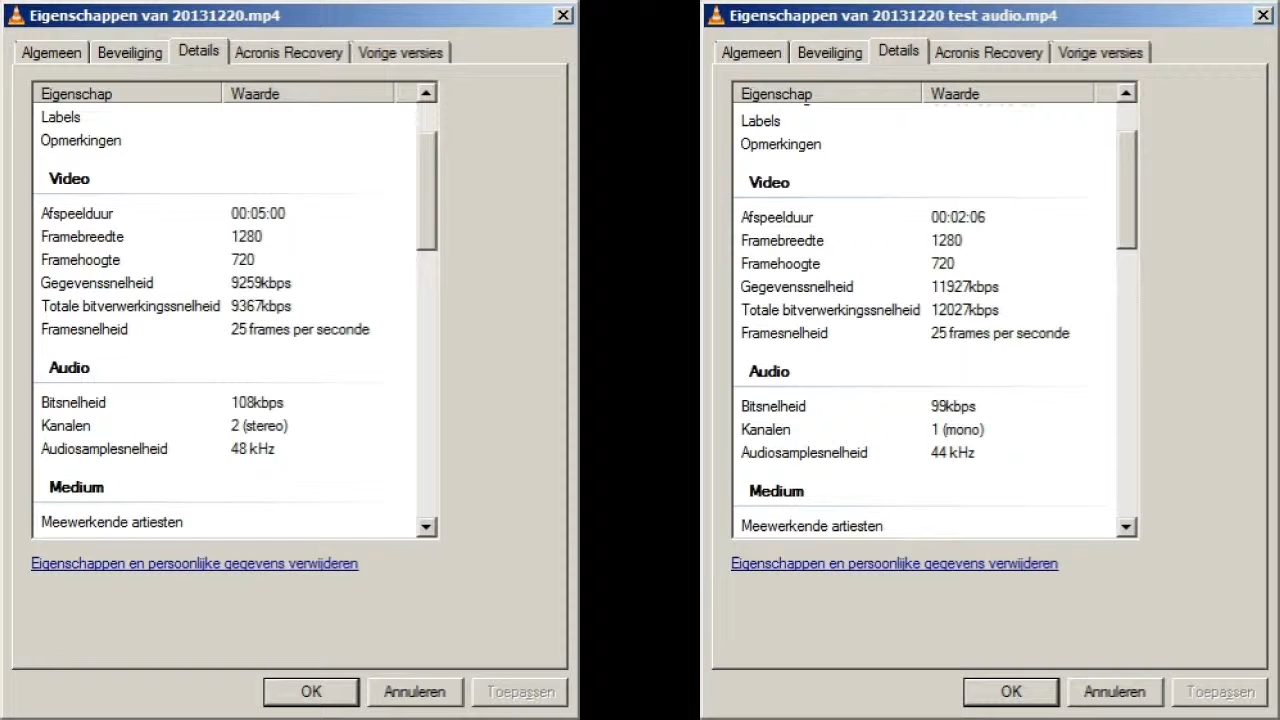 Eigenschappen van 20131220.mp4
Algemeen Beveiliging Details Acronis Recovery Vorige versies
Eigenschap Waarde
Labels
Opmerkingen
Video
Afspeelduur 00:05:00
Framebreedte 1280
Framehoogte 720
Gegevenssnelheid 9259kbps
Totale bitverwerkingssnelheid 9367kbps
Framesnelheid 25 frames per seconde
Audio
Bitsnelheid 108kbps
Kanalen 2 (stereo)
Audiosamplesnelheid 48 kHz
Medium
Meewerkende artiesten
Eigenschappen en persoonlijke gegevens verwijderen
OK Annuleren Toepassen
Eigenschappen van 20131220 test audio.mp4
Algemeen Beveiliging Details Acronis Recovery Vorige versies
Eigenschap Waarde
Labels
Opmerkingen
Video
Afspeelduur 00:02:06
Framebreedte 1280
Framehoogte 720
Gegevenssnelheid 11927kbps
Totale bitverwerkingssnelheid 12027kbps
Framesnelheid 25 frames per seconde
Audio
Bitsnelheid 99kbps
Kanalen 1 (mono)
Audiosamplesnelheid 44 kHz
Medium
Meewerkende artiesten
Eigenschappen en persoonlijke gegevens verwijderen
OK Annuleren Toepassen